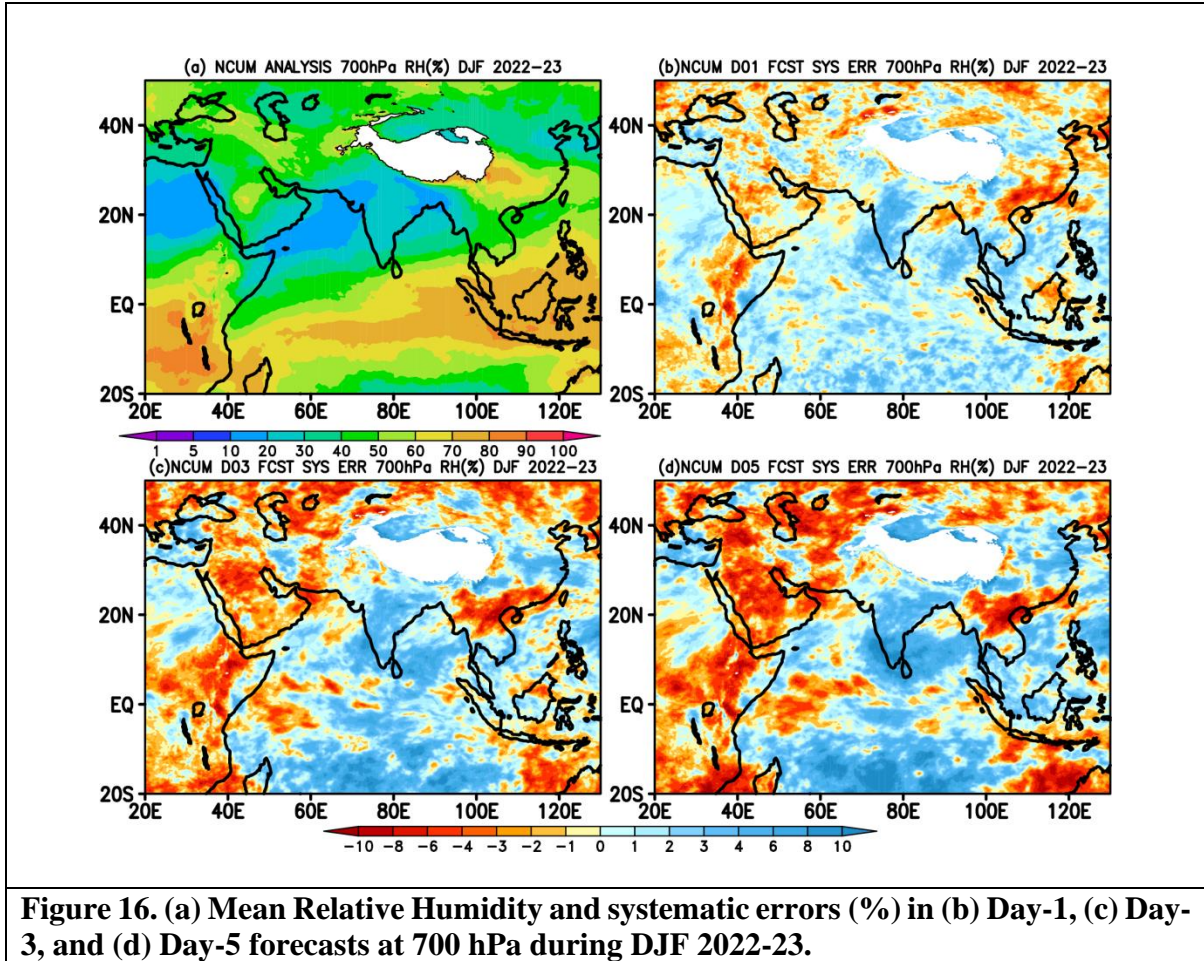 (a) NCUM ANALYSIS 700hPa RH(%) DJF 2022-23
(b)NCUM D01 FCST SYS ERR 700hPa RH(%) DJF 2022-23
40N
20N
EQ
20S
20E 40E 60E 80E 100E 120E
40N
20N
EQ
20S
20E 40E 60E 80E 100E 120E
1 5 10 20 30 40 50 60 70 80 90 100
(c)NCUM D03 FCST SYS ERR 700hPa RH(%) DJF 2022-23
(d)NCUM D05 FCST SYS ERR 700hPa RH(%) DJF 2022-23
40N
20N
EQ
20S
20E 40E 60E 80E 100E 120E
40N
20N
EQ
20S
20E 40E 60E 80E 100E 120E
-10 -8 -6 -4 -3 -2 -1 0 1 2 3 4 6 8 10
Figure 16. (a) Mean Relative Humidity and systematic errors (%) in (b) Day-1, (c) Day-
3, and (d) Day-5 forecasts at 700 hPa during DJF 2022-23.